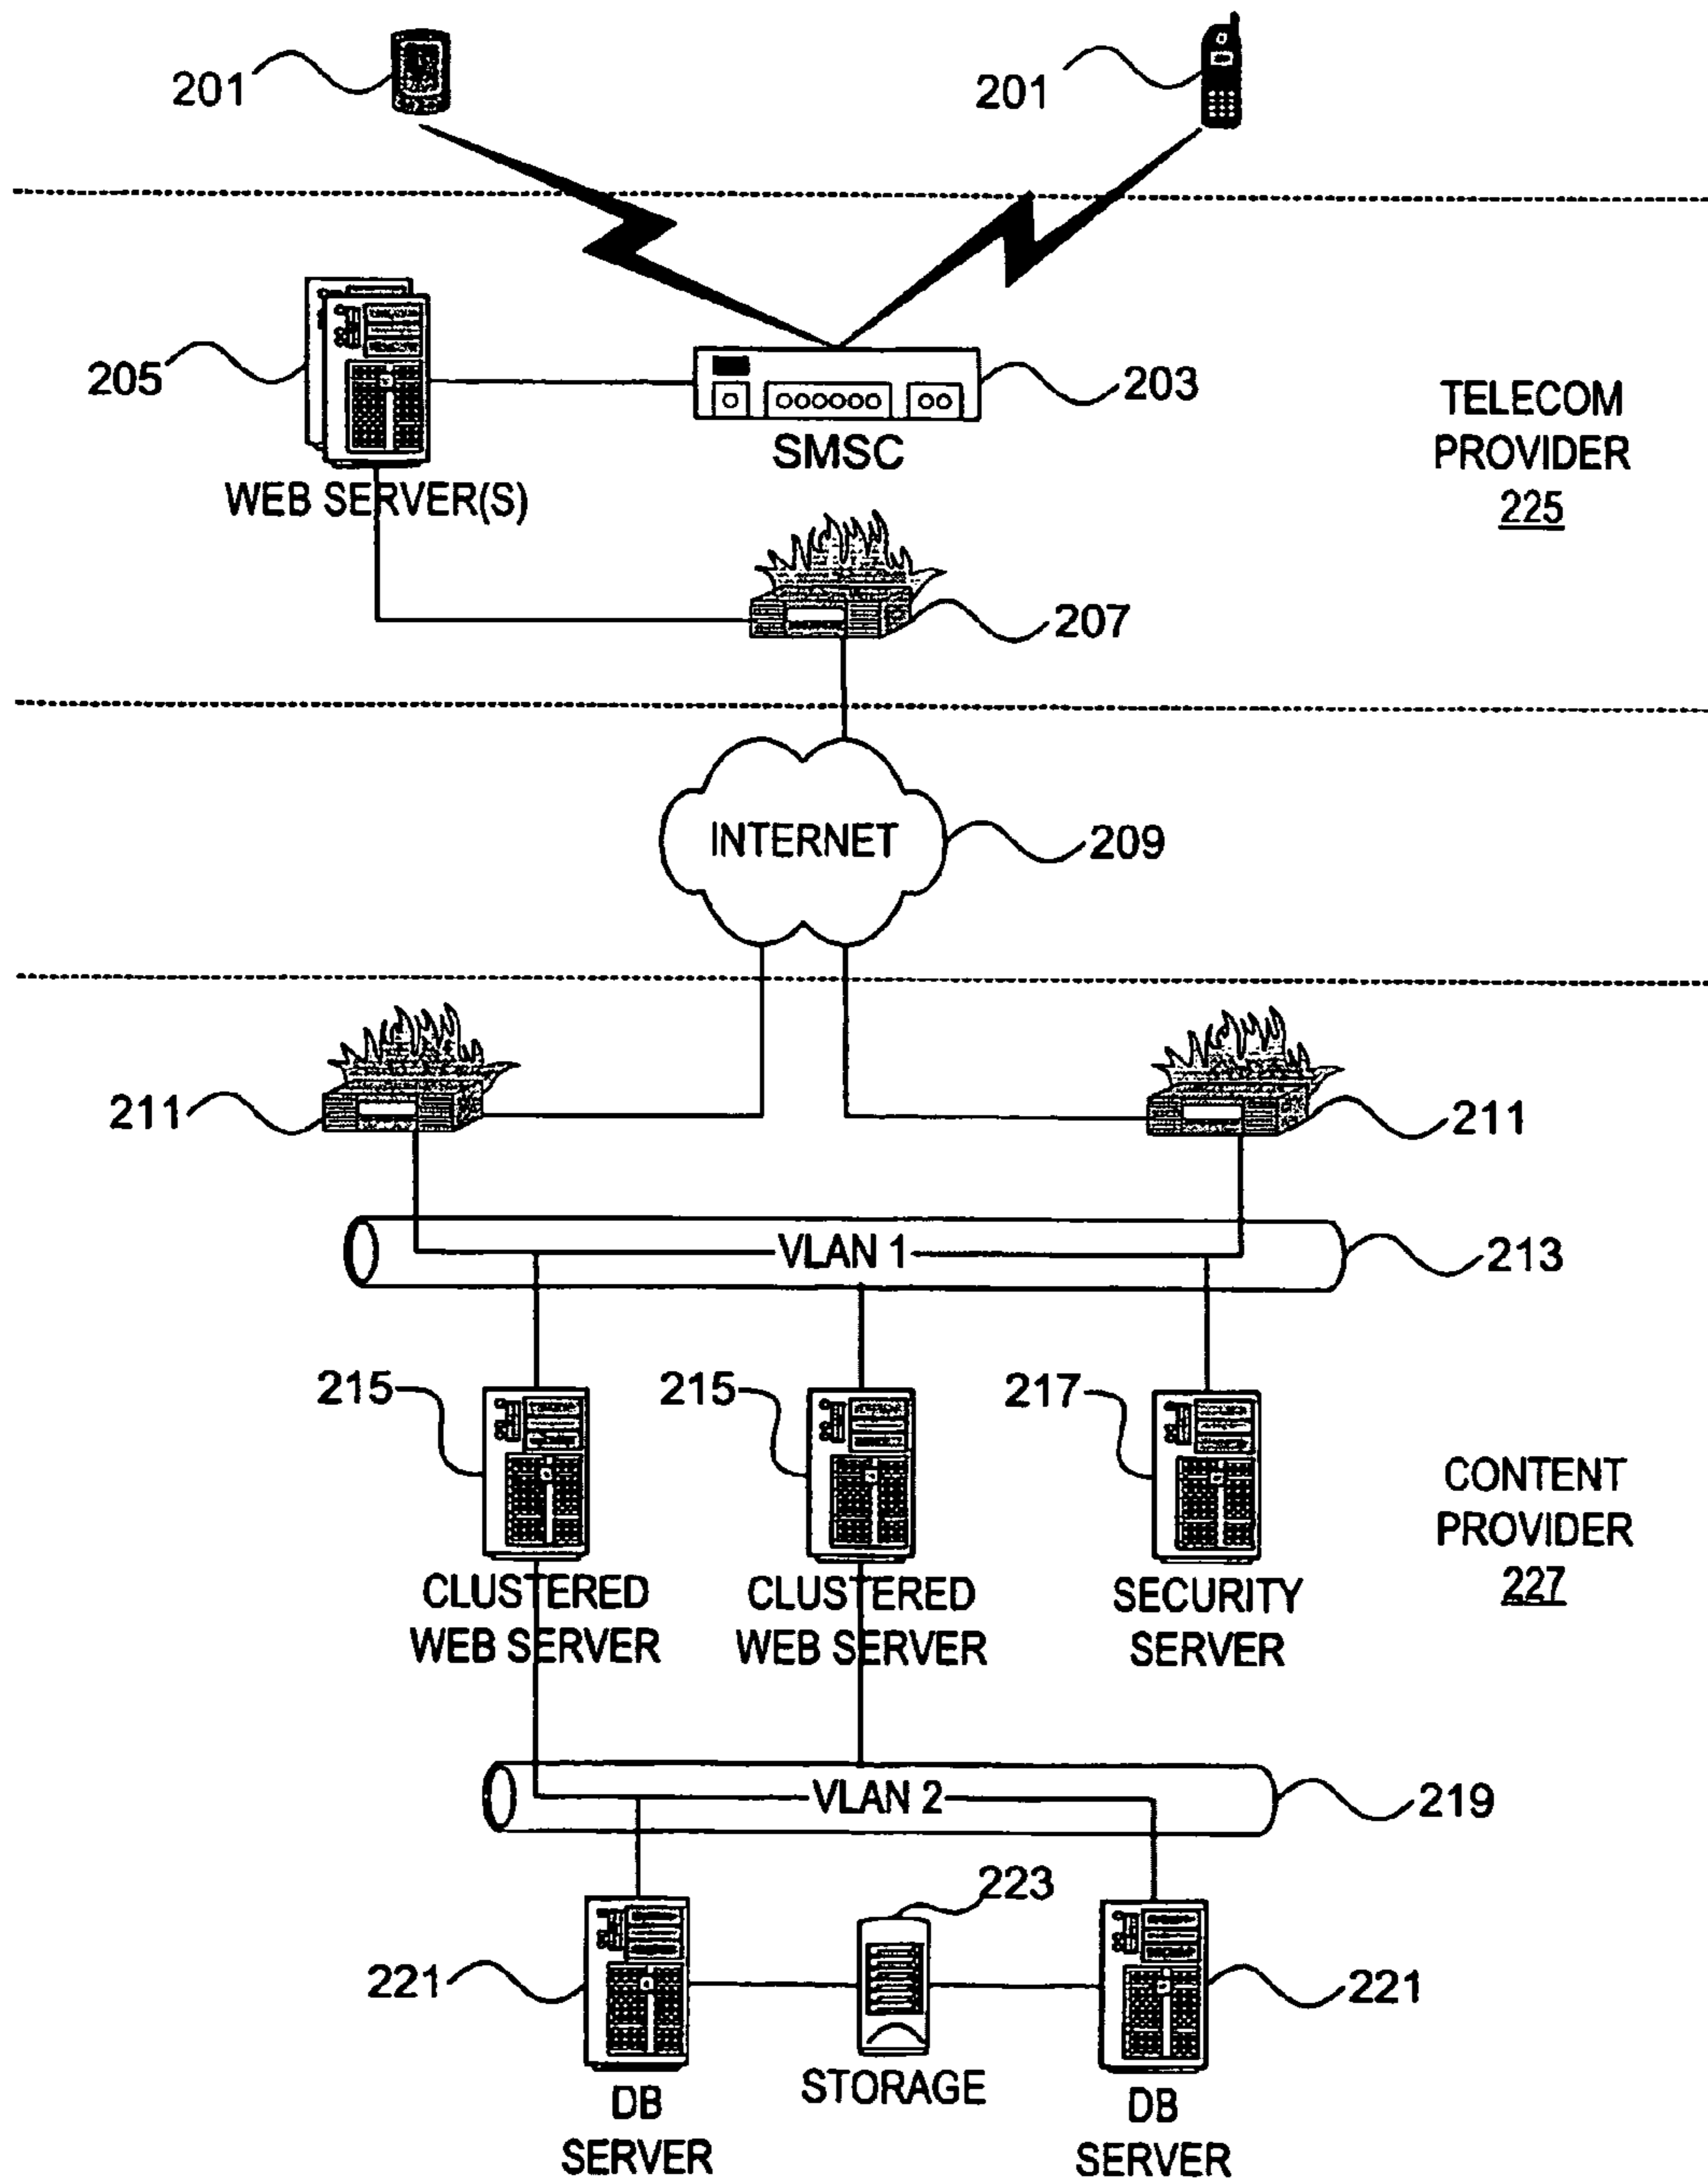 201
201
205
203
SMSC
WEB SERVER(S)
TELECOM
PROVIDER
225
207
INTERNET
209
211
211
VLAN 1
213
215
215
217
CLUSTERED
WEB SERVER
CLUSTERED
WEB SERVER
SECURITY
SERVER
CONTENT
PROVIDER
227
VLAN 2
219
223
221
221
STORAGE
DB
SERVER
DB
SERVER